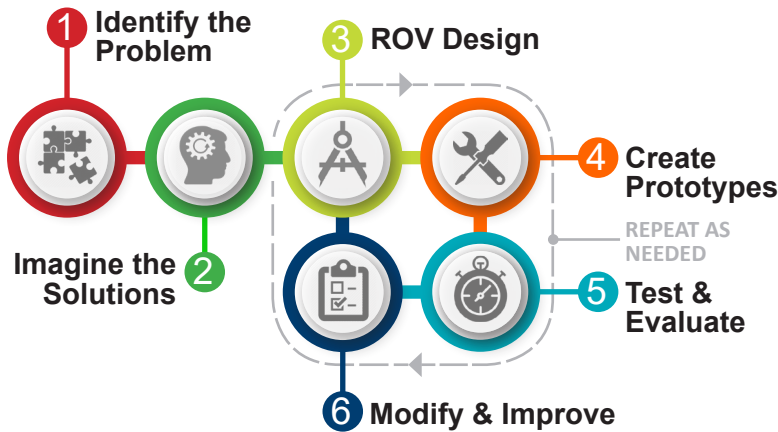 1 Identify the
Problem
Imagine the
Solutions 2
3 ROV Design
4 Create
Prototypes
REPEAT AS
NEEDED
5 Test &
Evaluate
6 Modify & Improve